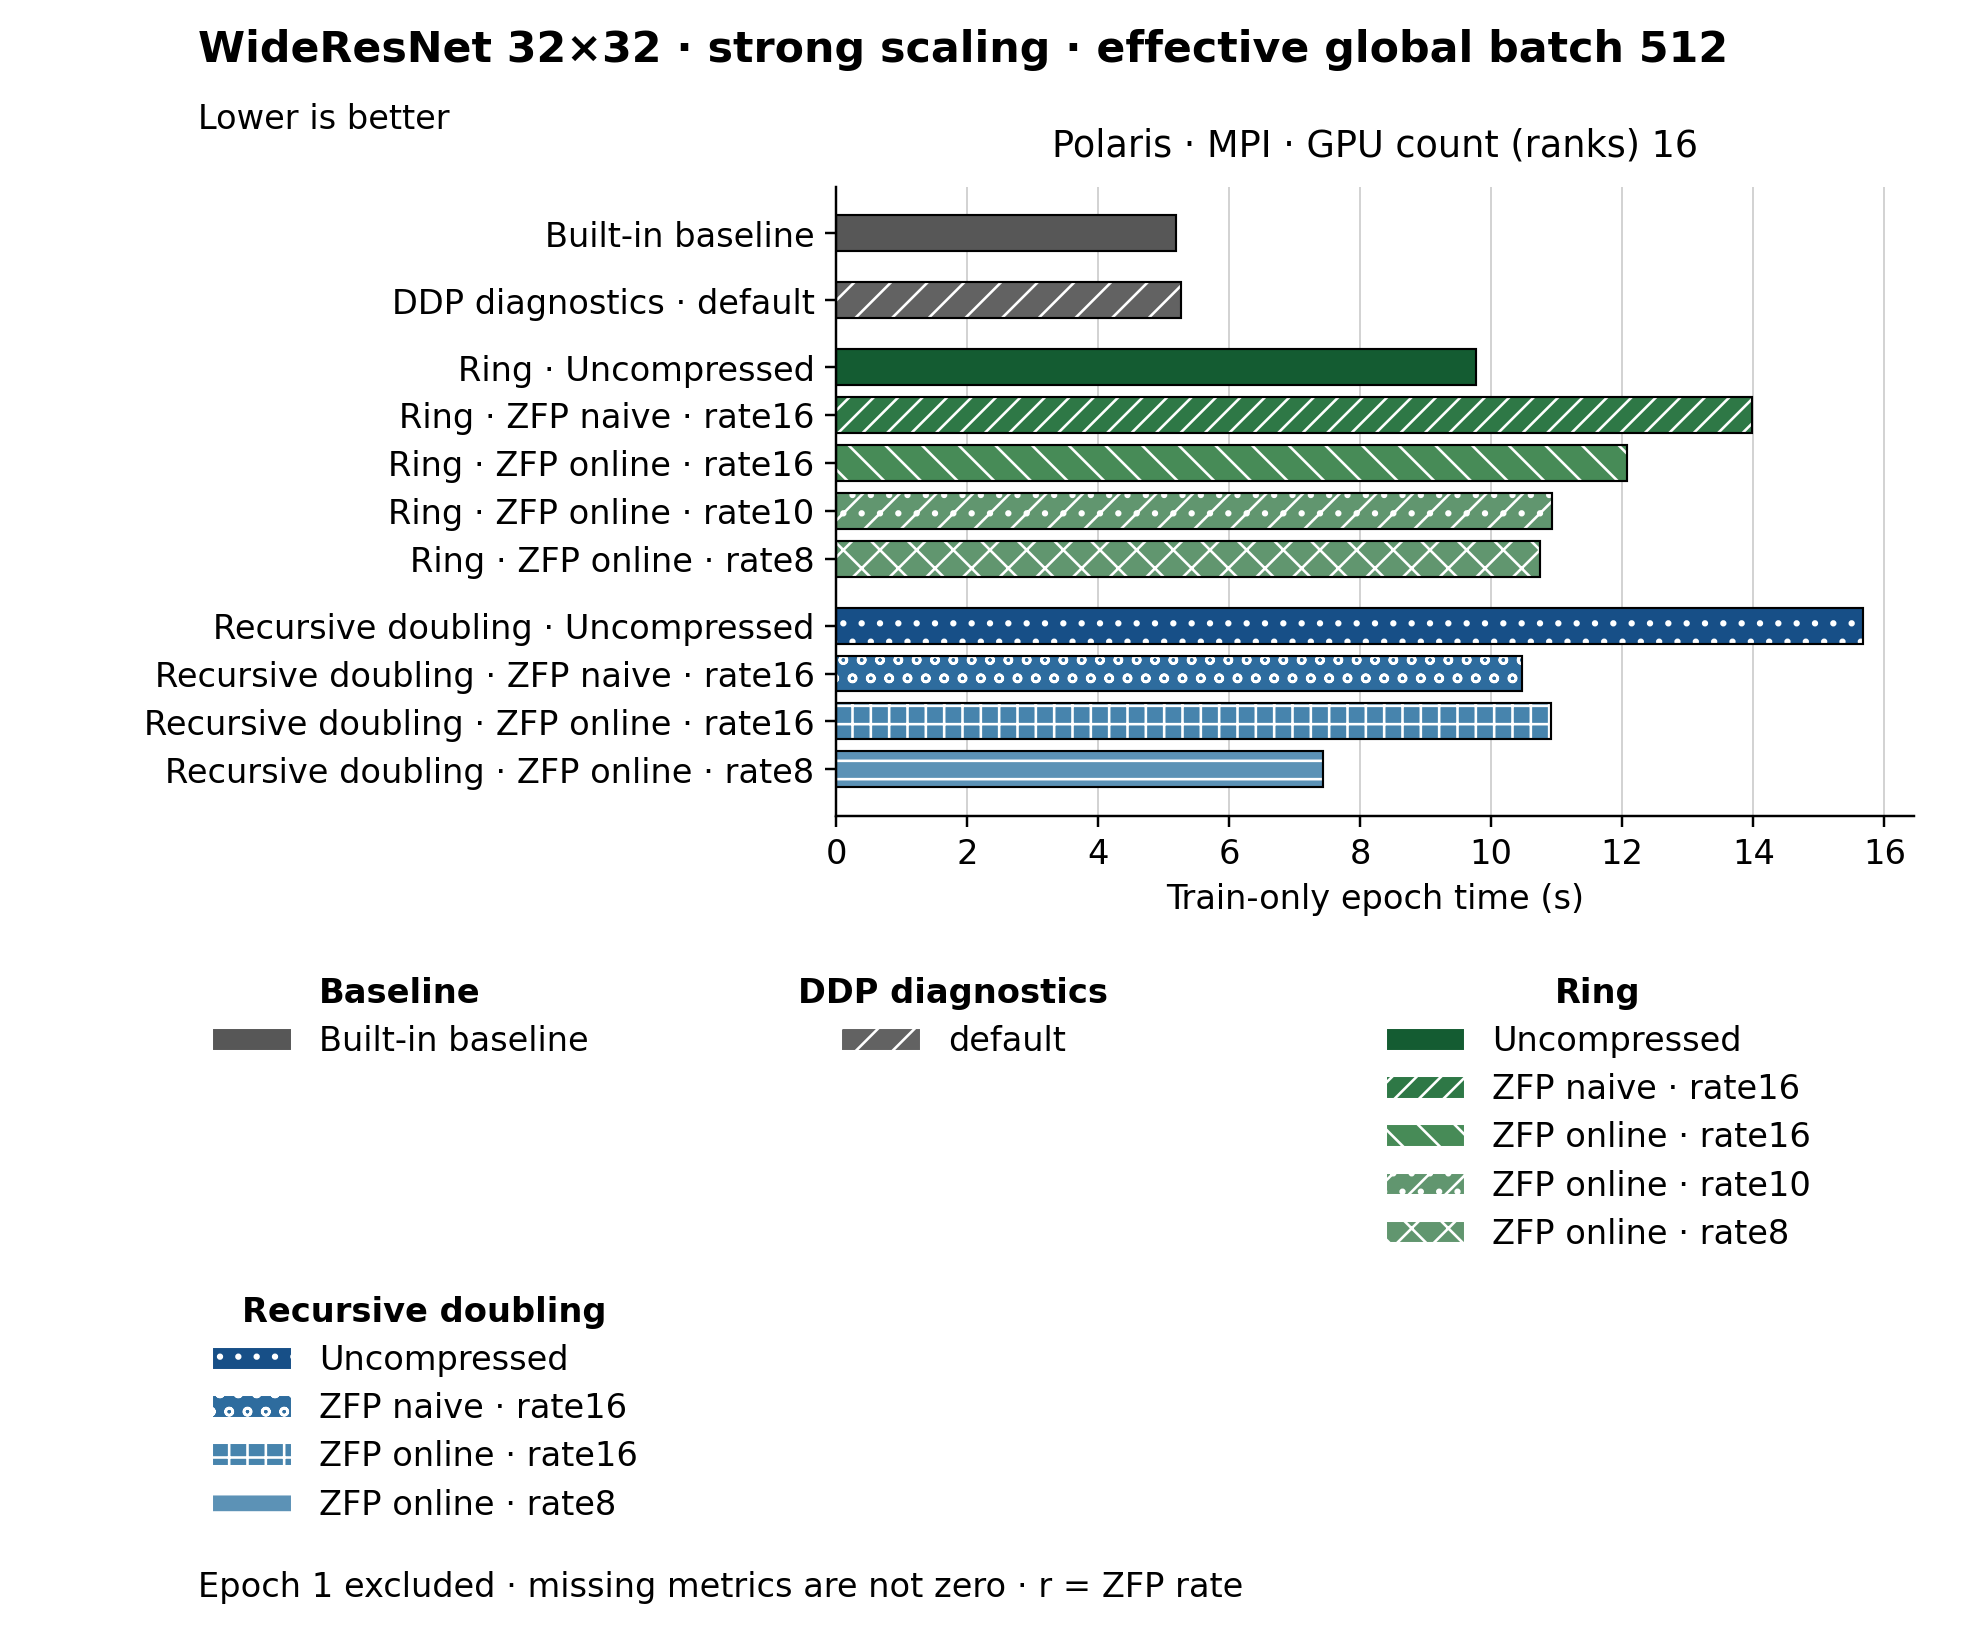 WideResNet 32×32 · strong scaling · effective global batch 512
Lower is better
Polaris · MPI · GPU count (ranks) 16
Built-in baseline
DDP diagnostics · default
Ring · Uncompressed
Ring · ZFP naive · rate16
Ring · ZFP online · rate16
Ring · ZFP online · rate10
Ring · ZFP online · rate8
Recursive doubling · Uncompressed
Recursive doubling · ZFP naive · rate16
Recursive doubling · ZFP online · rate16
Recursive doubling · ZFP online · rate8
0 2 4 6 8 10 12 14 16
Train-only epoch time (s)
Baseline
Built-in baseline
DDP diagnostics
default
Ring
Uncompressed
ZFP naive · rate16
ZFP online · rate16
ZFP online · rate10
ZFP online · rate8
Recursive doubling
Uncompressed
ZFP naive · rate16
ZFP online · rate16
ZFP online · rate8
Epoch 1 excluded · missing metrics are not zero · r = ZFP rate